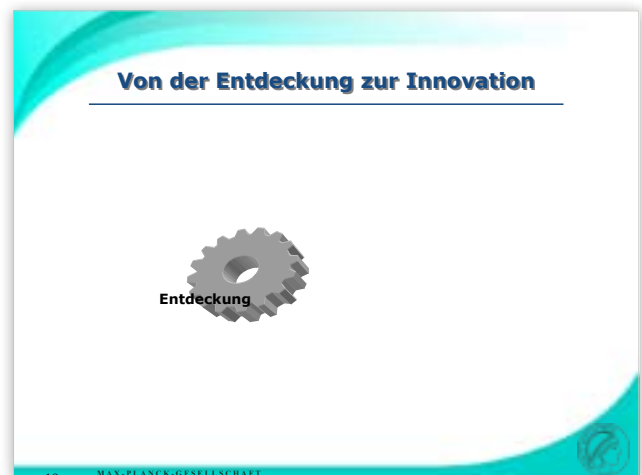 Von der Entdeckung zur Innovation
Entdeckung
MAX-PLANCK-GESELLSCHAFT